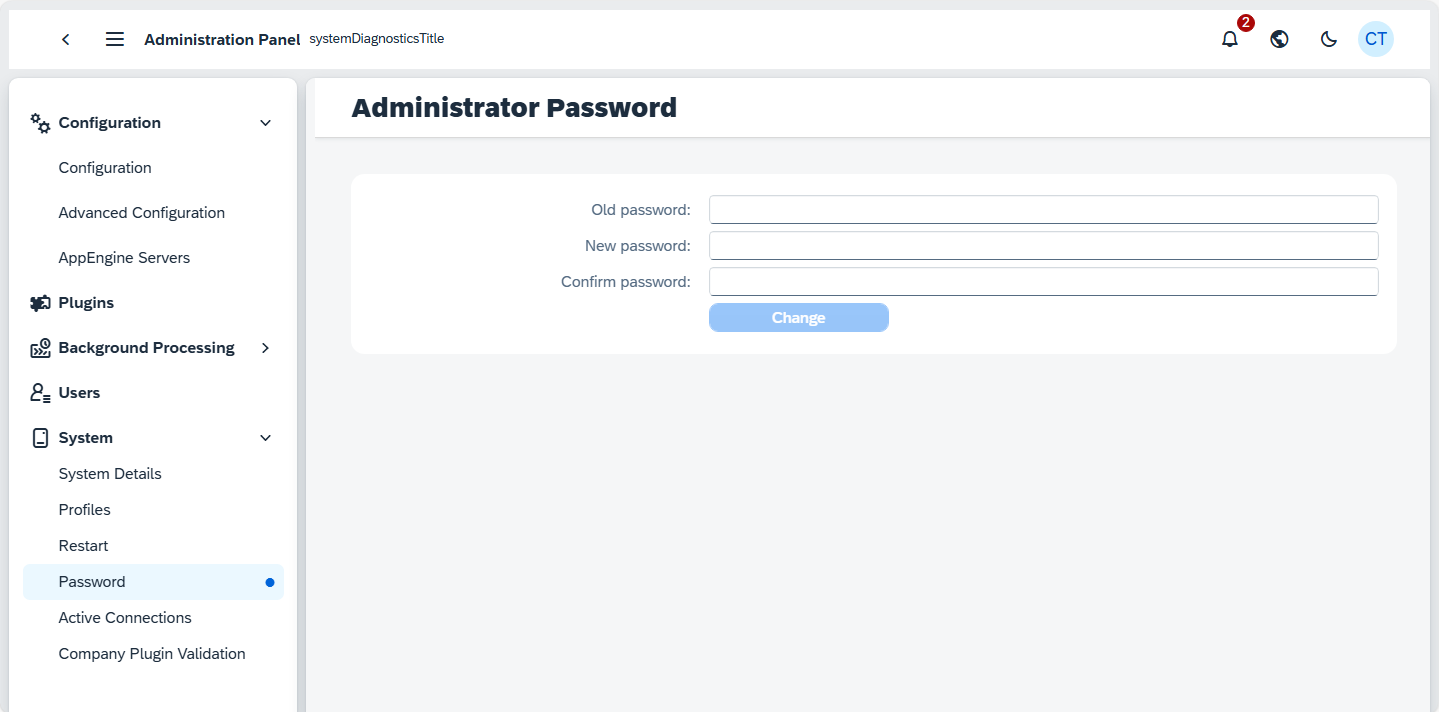 Administration Panel systemDiagnosticsTitle
2
CT
Configuration
Configuration
Advanced Configuration
AppEngine Servers
Plugins
Background Processing
Users
System
System Details
Profiles
Restart
Password
Active Connections
Company Plugin Validation
Administrator Password
Old password:
New password:
Confirm password:
Change